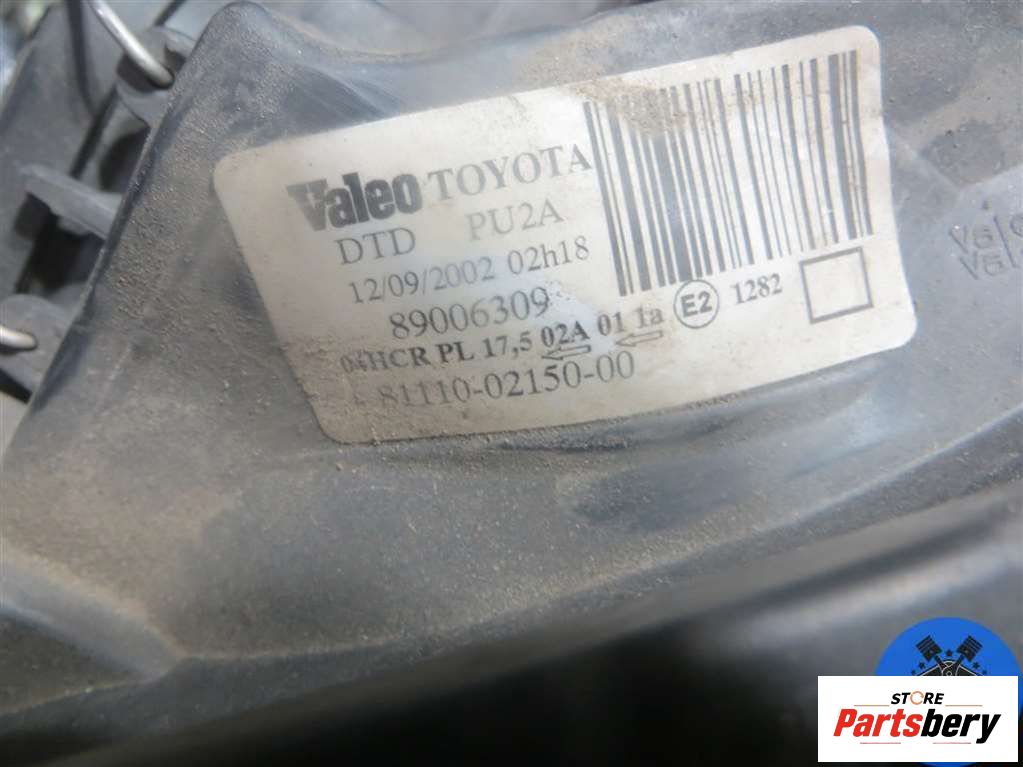 Valeo TOYOTA
DTD PU2A
12/09/2002 02h18
89006309
04HCR PL 17,5 02A 01 1a E2 1282
81110-02150-00
STORE
Partsbery